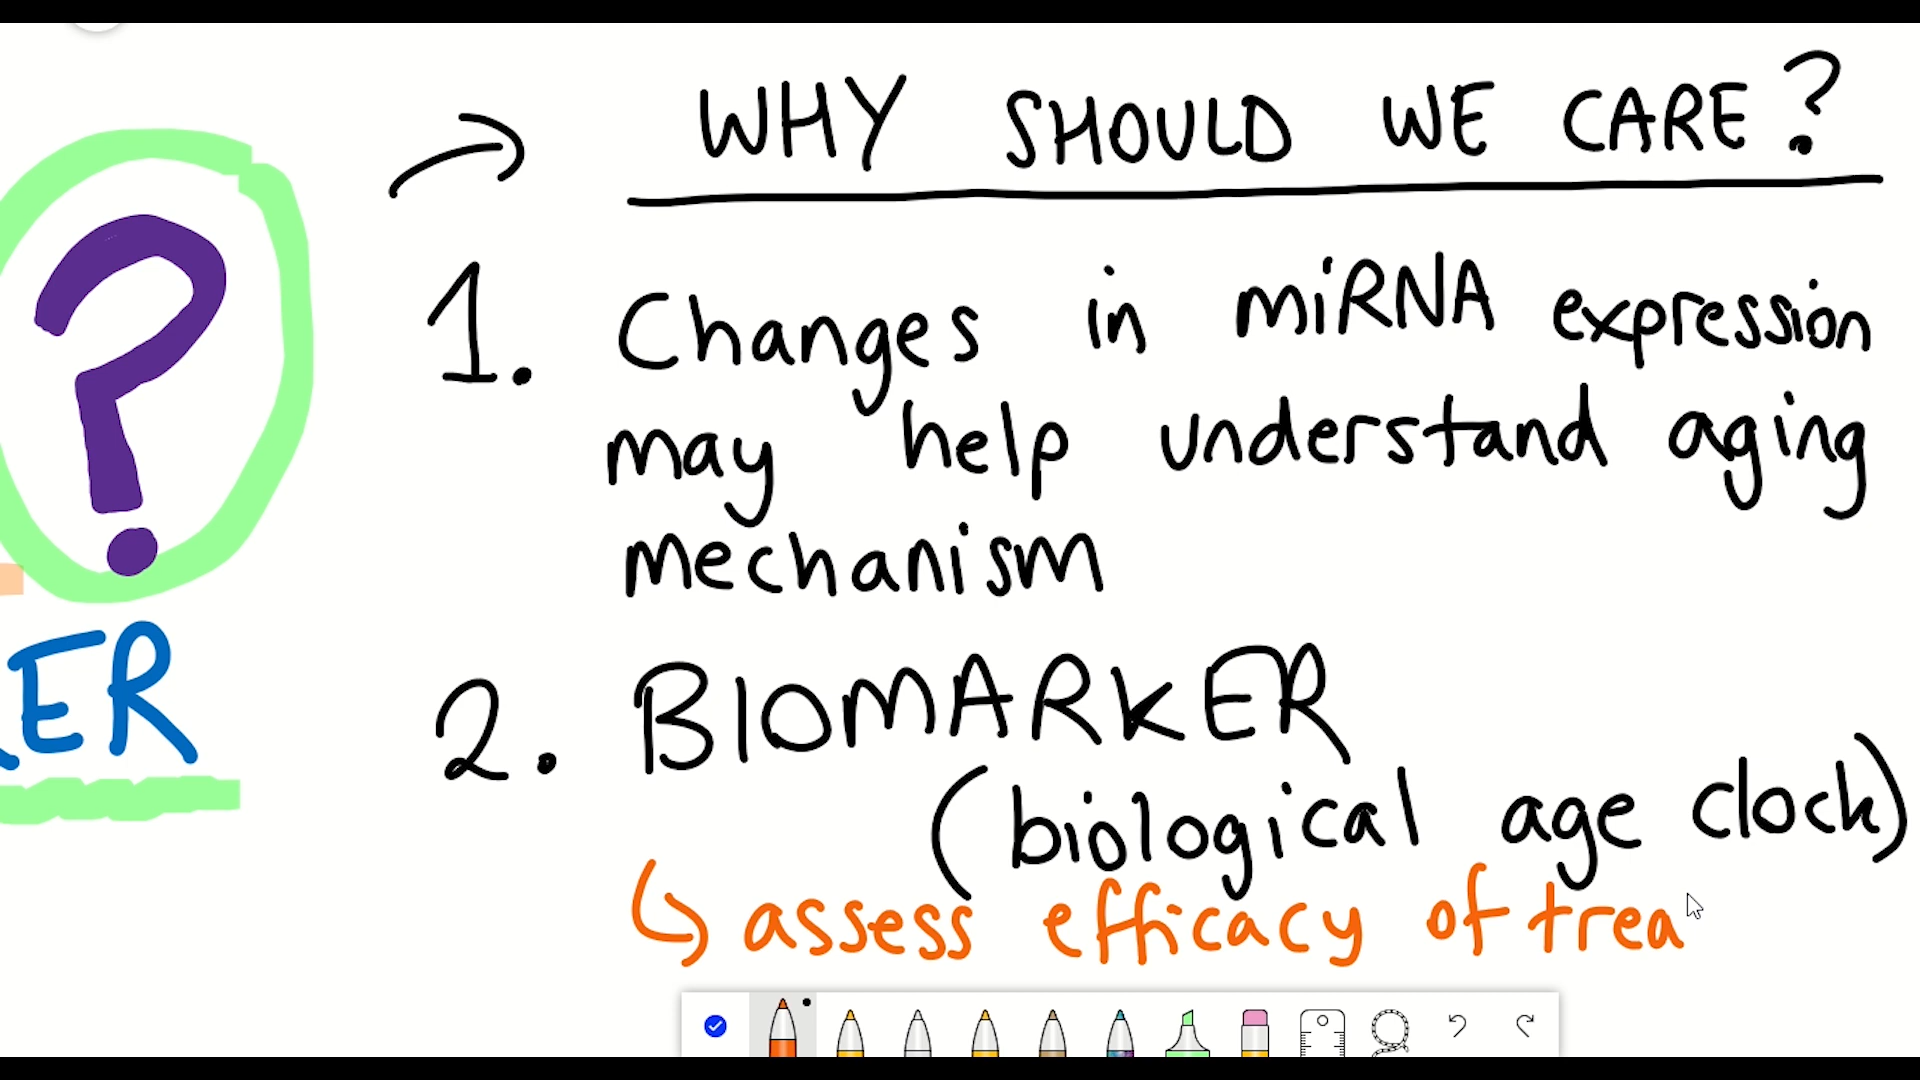 WHY SHOULD WE CARE?
1. Changes in miRNA expression
may help understand aging
mechanism
ER
2. BIOMARKER
(biological age clock)
assess efficacy of trea